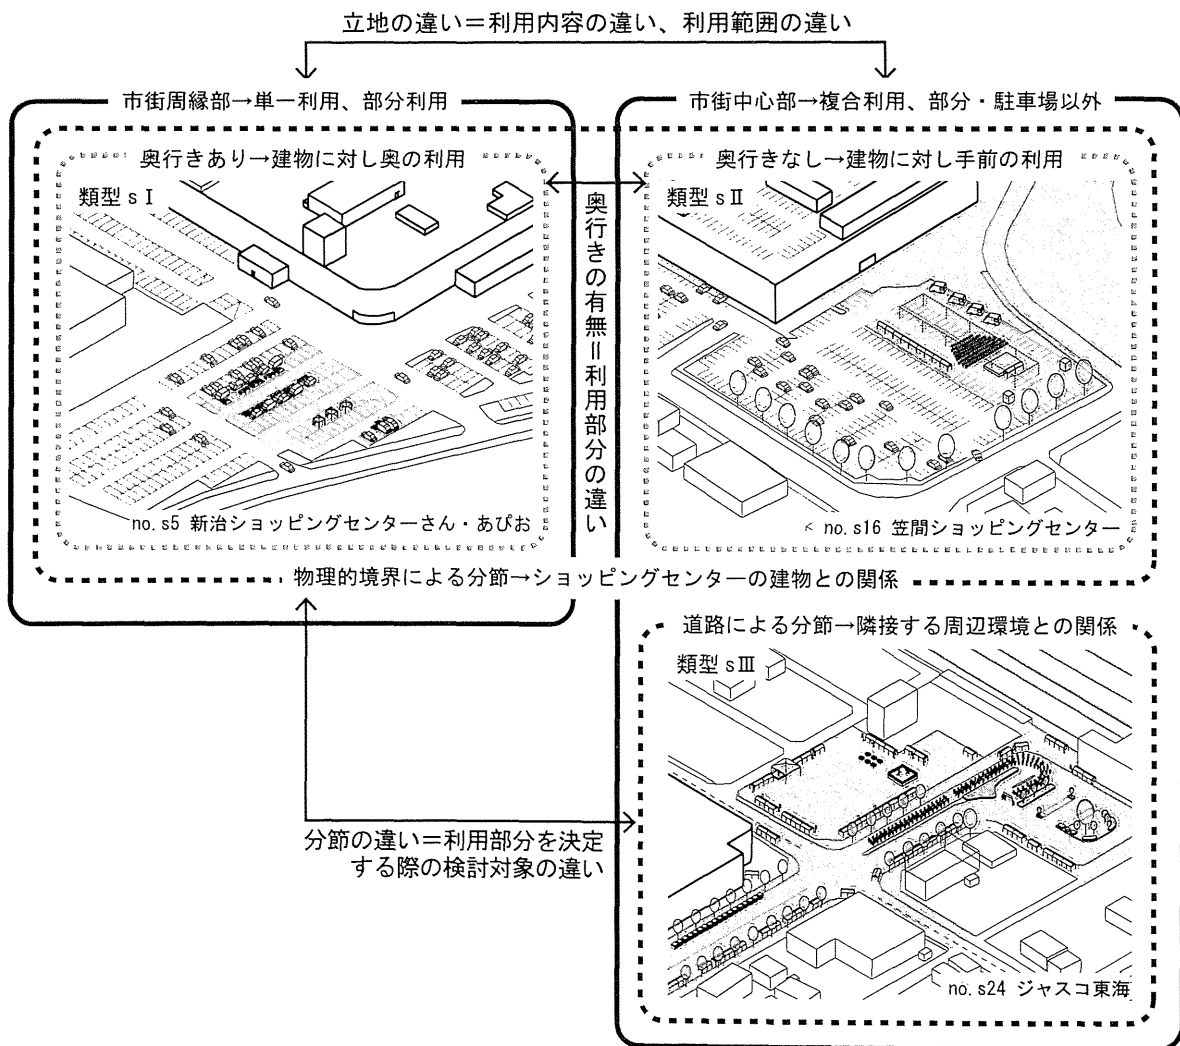 立地の違い＝利用内容の違い、利用範囲の違い
市街周縁部→単一利用、部分利用
市街中心部→複合利用、部分・駐車場以外
奥行きあり→建物に対し奥の利用
奥行きなし→建物に対し手前の利用
類型 s Ⅰ
類型 s Ⅱ
奥行きの有無＝利用部分の違い
no. s5 新治ショッピングセンターさん・あぴお
no. s16 笠間ショッピングセンター
物理的境界による分節→ショッピングセンターの建物との関係
道路による分節→隣接する周辺環境との関係
類型 s Ⅲ
分節の違い＝利用部分を決定
する際の検討対象の違い
no. s24 ジャスコ東海